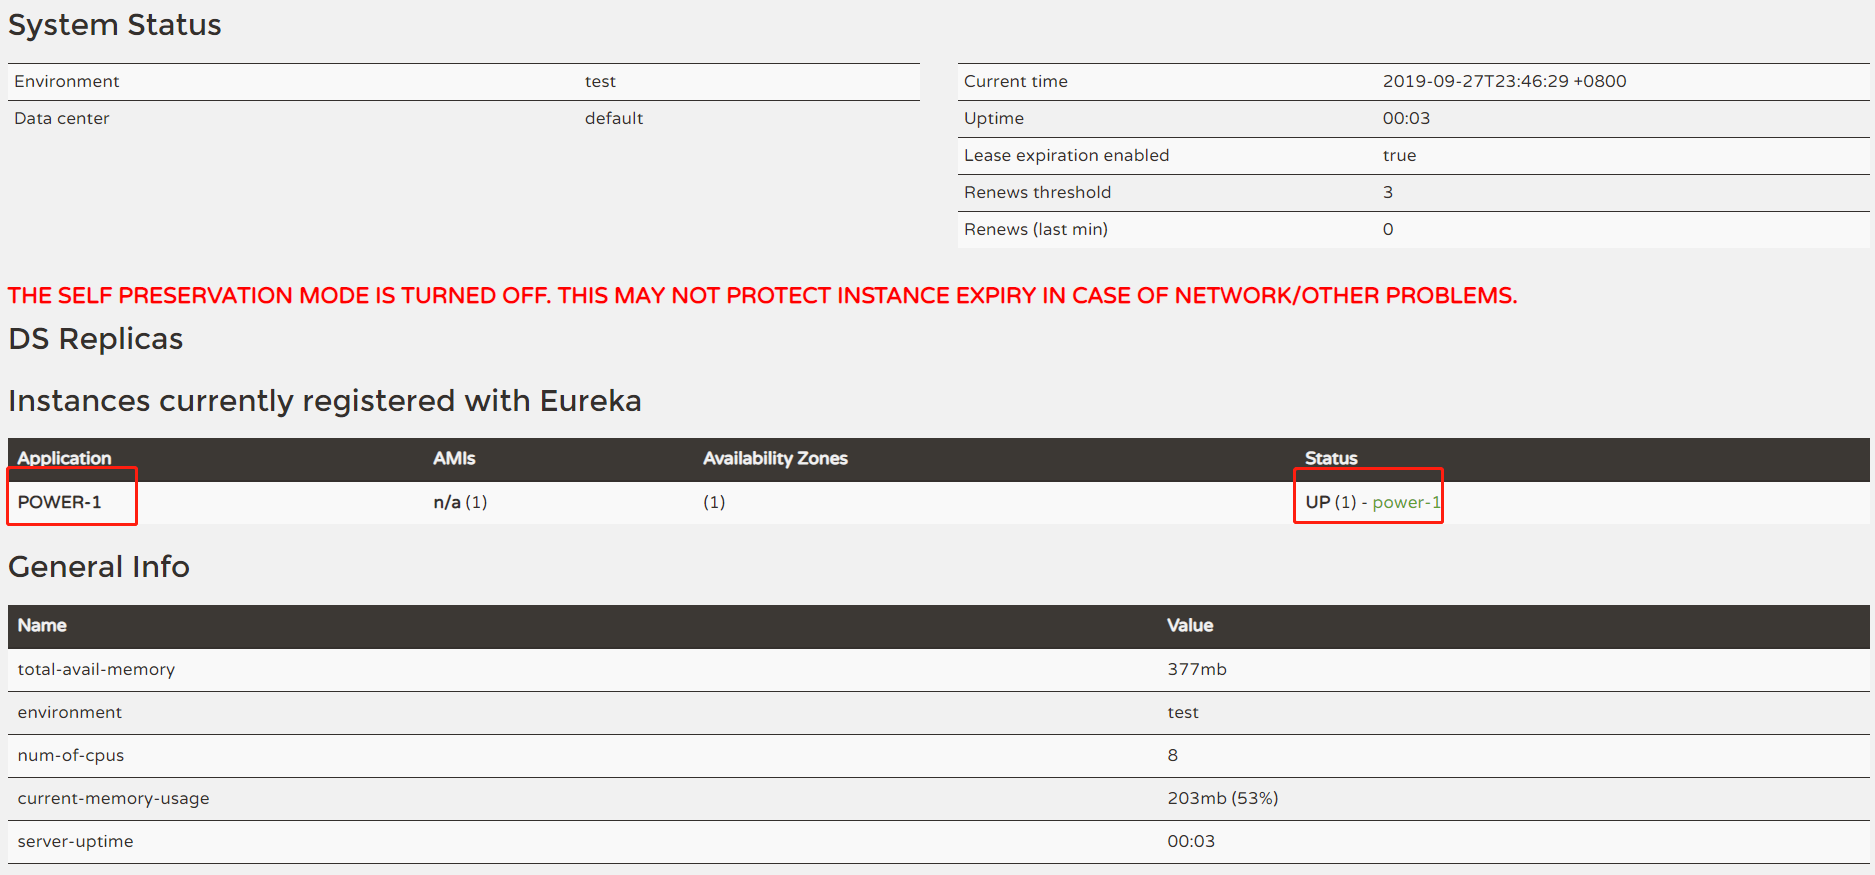 System Status
Environment test
Data center default
Current time 2019-09-27T23:46:29 +0800
Uptime 00:03
Lease expiration enabled true
Renews threshold 3
Renews (last min) 0
THE SELF PRESERVATION MODE IS TURNED OFF. THIS MAY NOT PROTECT INSTANCE EXPIRY IN CASE OF NETWORK/OTHER PROBLEMS.
DS Replicas
Instances currently registered with Eureka
Application AMIs Availability Zones Status
POWER-1 n/a (1) (1) UP (1) - power-1
General Info
Name Value
total-avail-memory 377mb
environment test
num-of-cpus 8
current-memory-usage 203mb (53%)
server-uptime 00:03